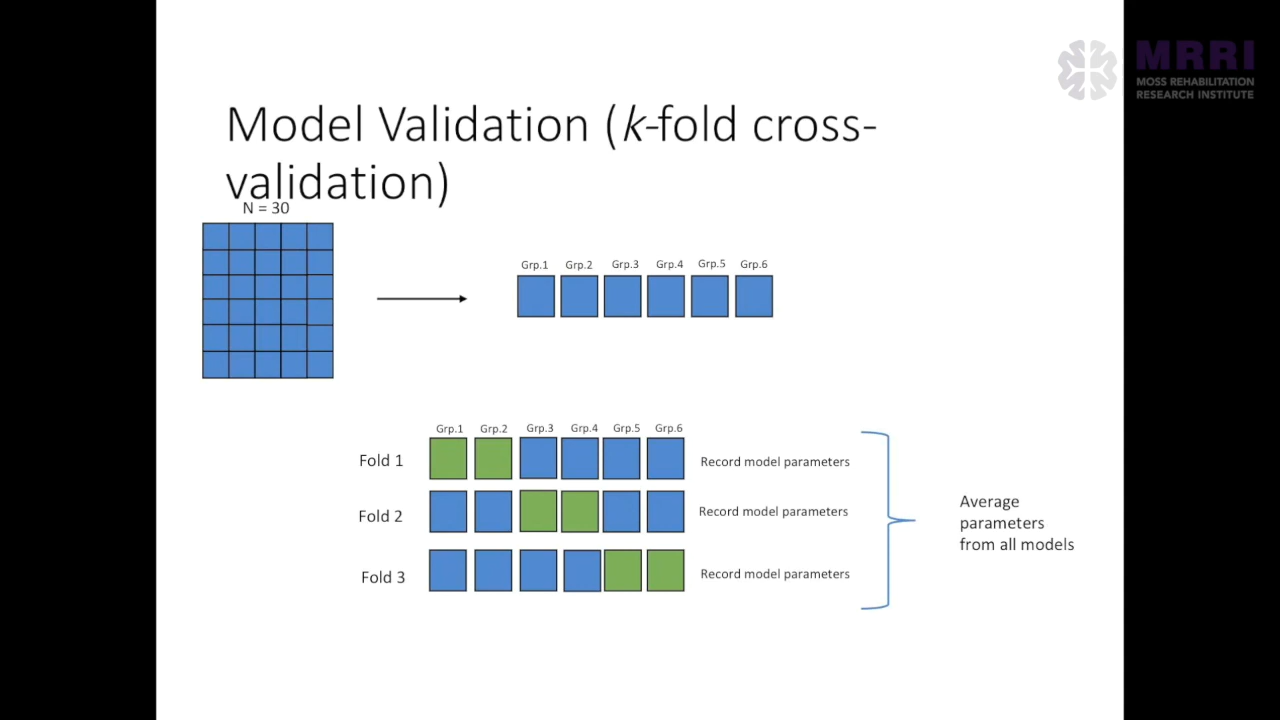 MRRI
MOSS REHABILITATION
RESEARCH INSTITUTE
Model Validation (k-fold cross-
validation)
N = 30
Grp.1 Grp.2 Grp.3 Grp.4 Grp.5 Grp.6
Grp.1 Grp.2 Grp.3 Grp.4 Grp.5 Grp.6
Fold 1 Record model parameters
Fold 2 Record model parameters
Fold 3 Record model parameters
Average
parameters
from all models